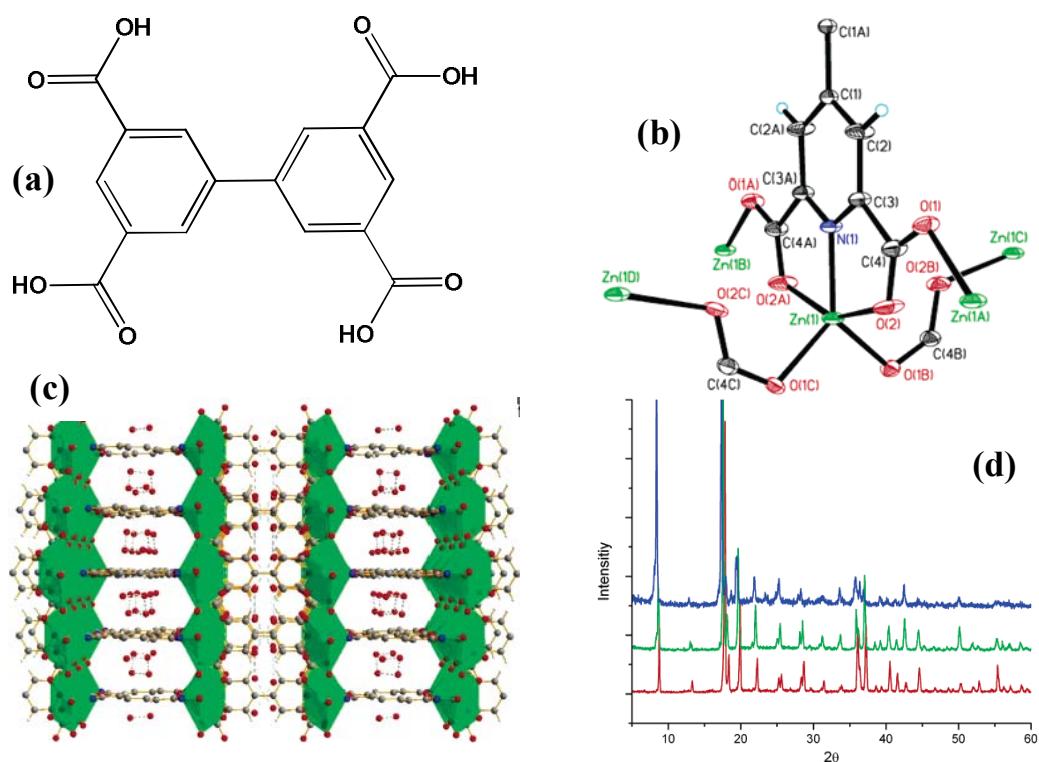 OH
O
OH
O
(a)
HO
O
O
HO
(b)
C(1A)
C(1)
C(2A)
C(2)
C(3A)
C(3)
O(1A)
O(1)
N(1)
C(4A)
C(4)
Zn(1B)
O(2B)
Zn(1C)
Zn(1D)
O(2A)
O(2C)
Zn(1)
O(2)
Zn(1A)
C(4B)
C(4C)
O(1C)
O(1B)
(c)
(d)
Intensitiy
10 20 30 40 50 60
2θ